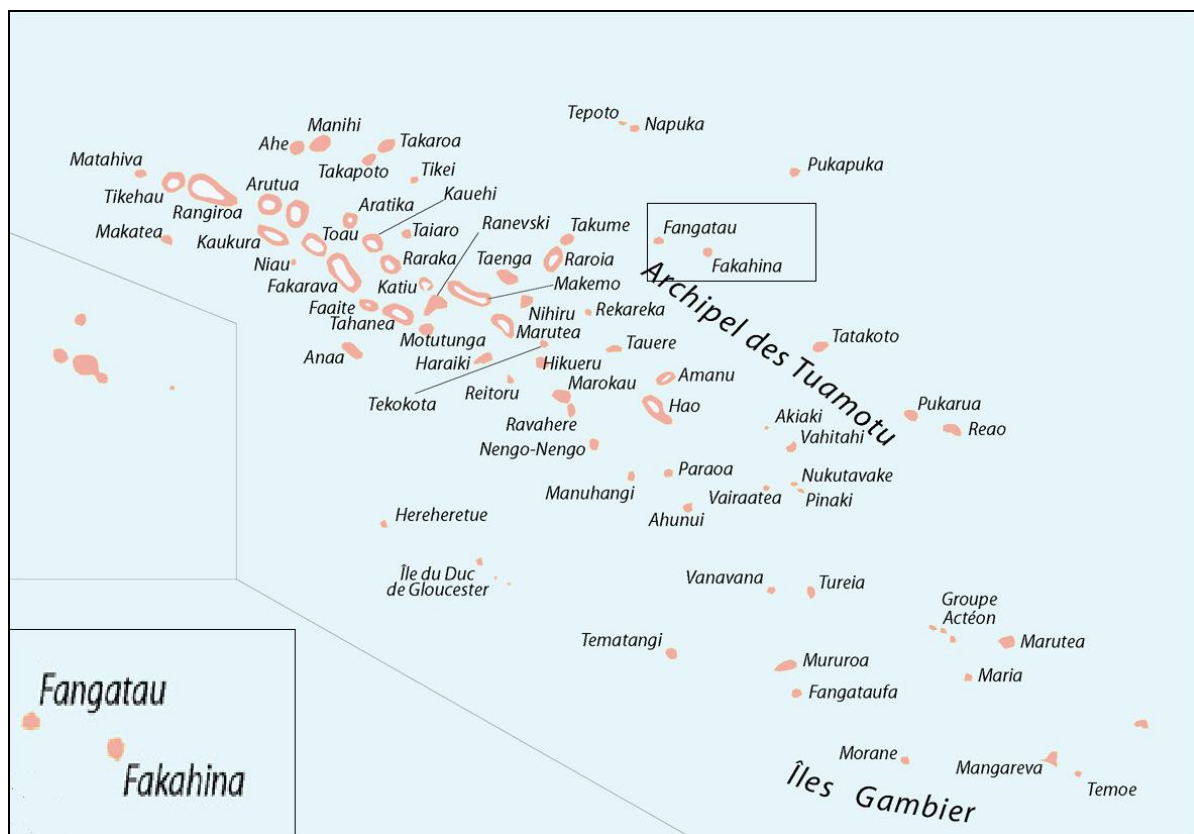 Tepoto
Napuka
Manihi
Ahe
Takaroa
Matahiva
Takapoto
Tikei
Pukapuka
Tikehau
Arutua
Kauehi
Rangiroa
Aratika
Ranevski
Makatea
Kaukura
Toau
Taiaro
Takume
Fangatau
Niau
Raraka
Taenga
Raroia
Fakahina
Fakarava
Katiu
Makemo
Archipel des Tuamotu
Faaite
Nihiru
Rekareka
Tahanea
Marutea
Motutunga
Tauere
Tatakoto
Anaa
Haraiki
Hikueru
Tekokota
Reitoru
Marokau
Amanu
Hao
Ravahere
Akiaki
Pukarua
Nengo-Nengo
Vahitahi
Reao
Paraoa
Nukutavake
Manuhangi
Vairaatea
Pinaki
Hereheretue
Ahunui
Île du Duc
de Gloucester
Vanavana
Tureia
Groupe
Actéon
Tematangi
Marutea
Mururoa
Maria
Fangataufa
Fangatau
Fakahina
Morane
Mangareva
Temoe
Îles Gambier